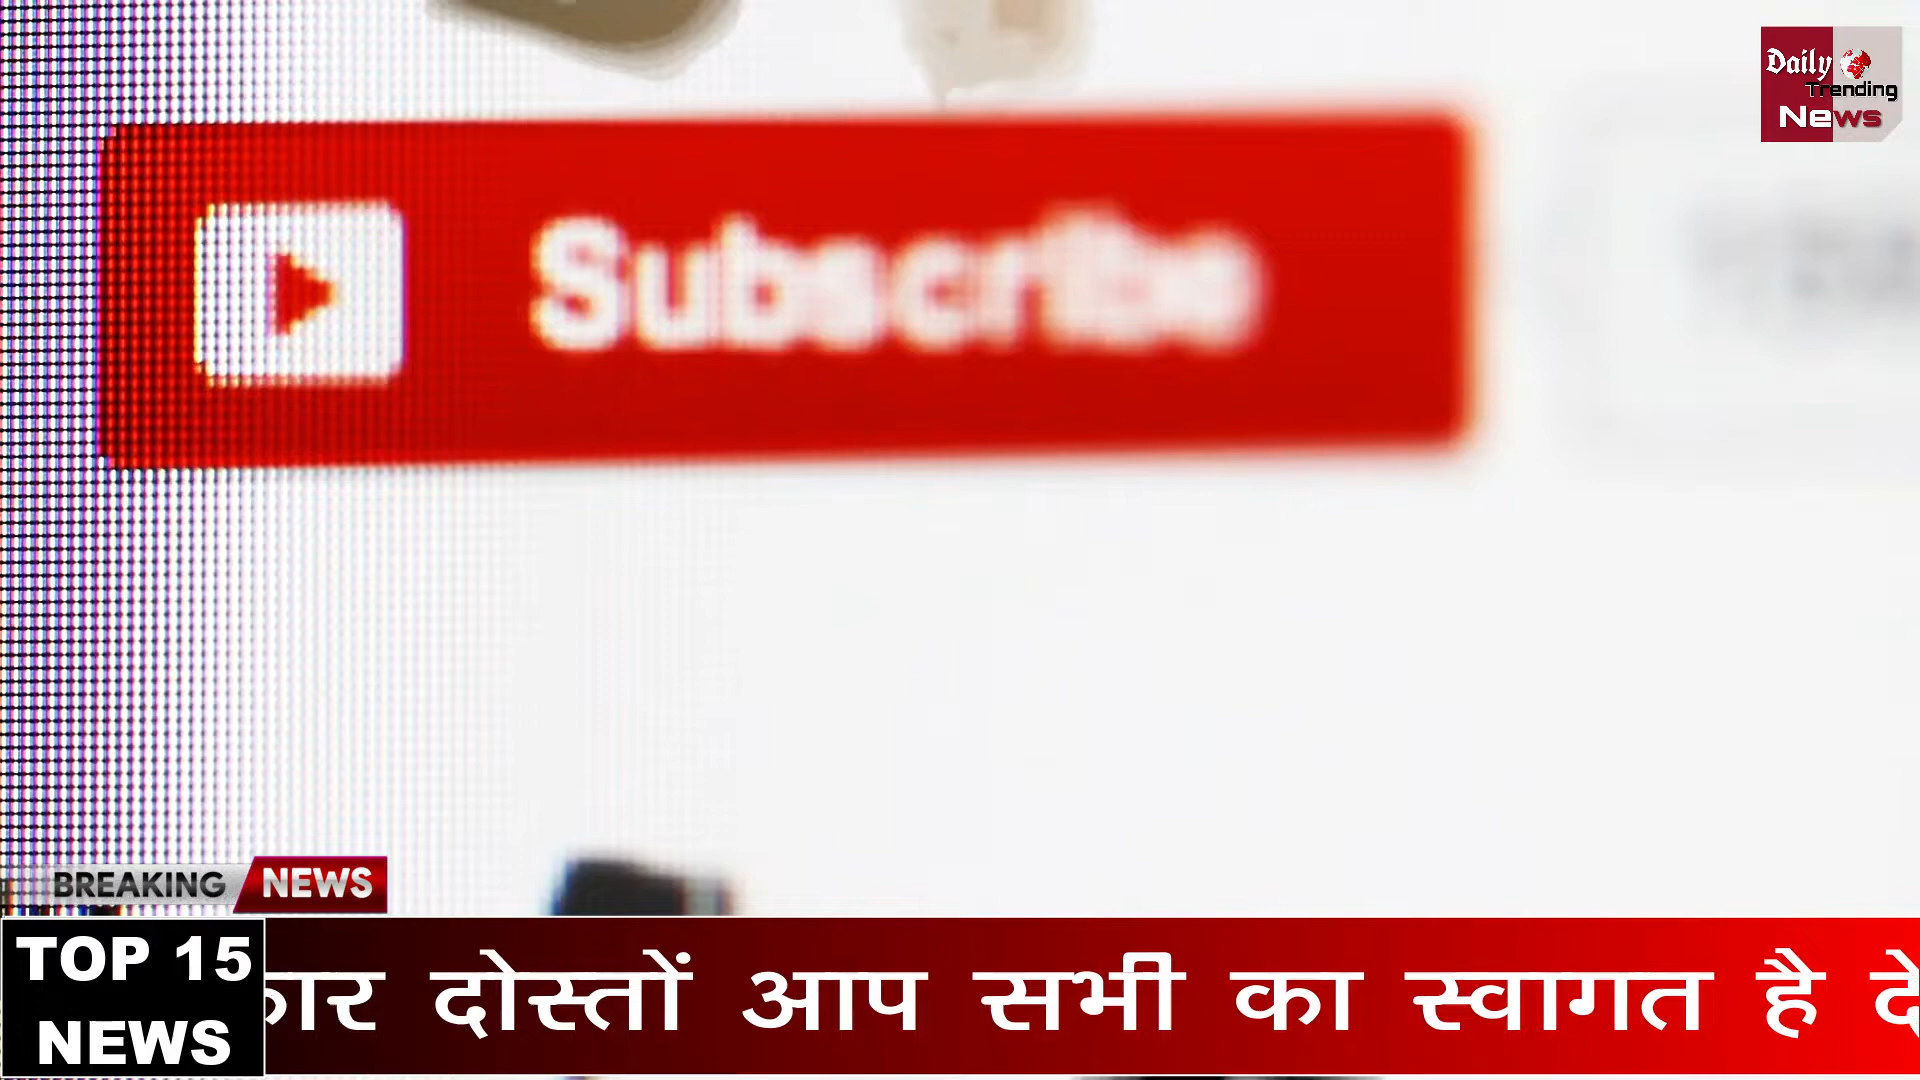 Daily
Trending
News
Subscribe
BREAKING NEWS
TOP 15
NEWS
दोस्तों आप सभी का स्वागत है